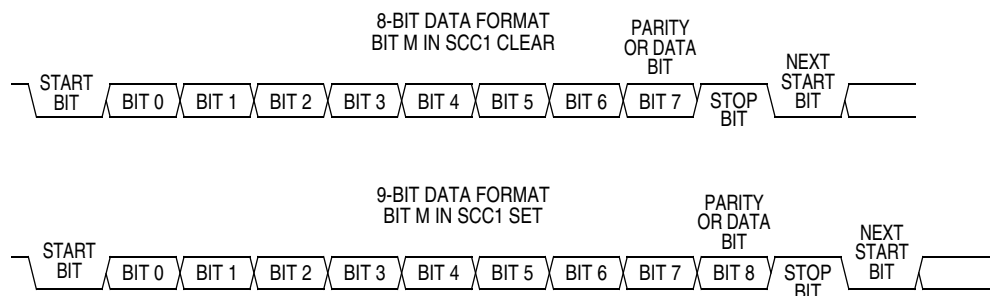 8-BIT DATA FORMAT
BIT M IN SCC1 CLEAR
PARITY
OR DATA
BIT
START
BIT
BIT 0
BIT 1
BIT 2
BIT 3
BIT 4
BIT 5
BIT 6
BIT 7
STOP
BIT
NEXT
START
BIT
9-BIT DATA FORMAT
BIT M IN SCC1 SET
PARITY
OR DATA
BIT
START
BIT
BIT 0
BIT 1
BIT 2
BIT 3
BIT 4
BIT 5
BIT 6
BIT 7
BIT 8
STOP
BIT
NEXT
START
BIT